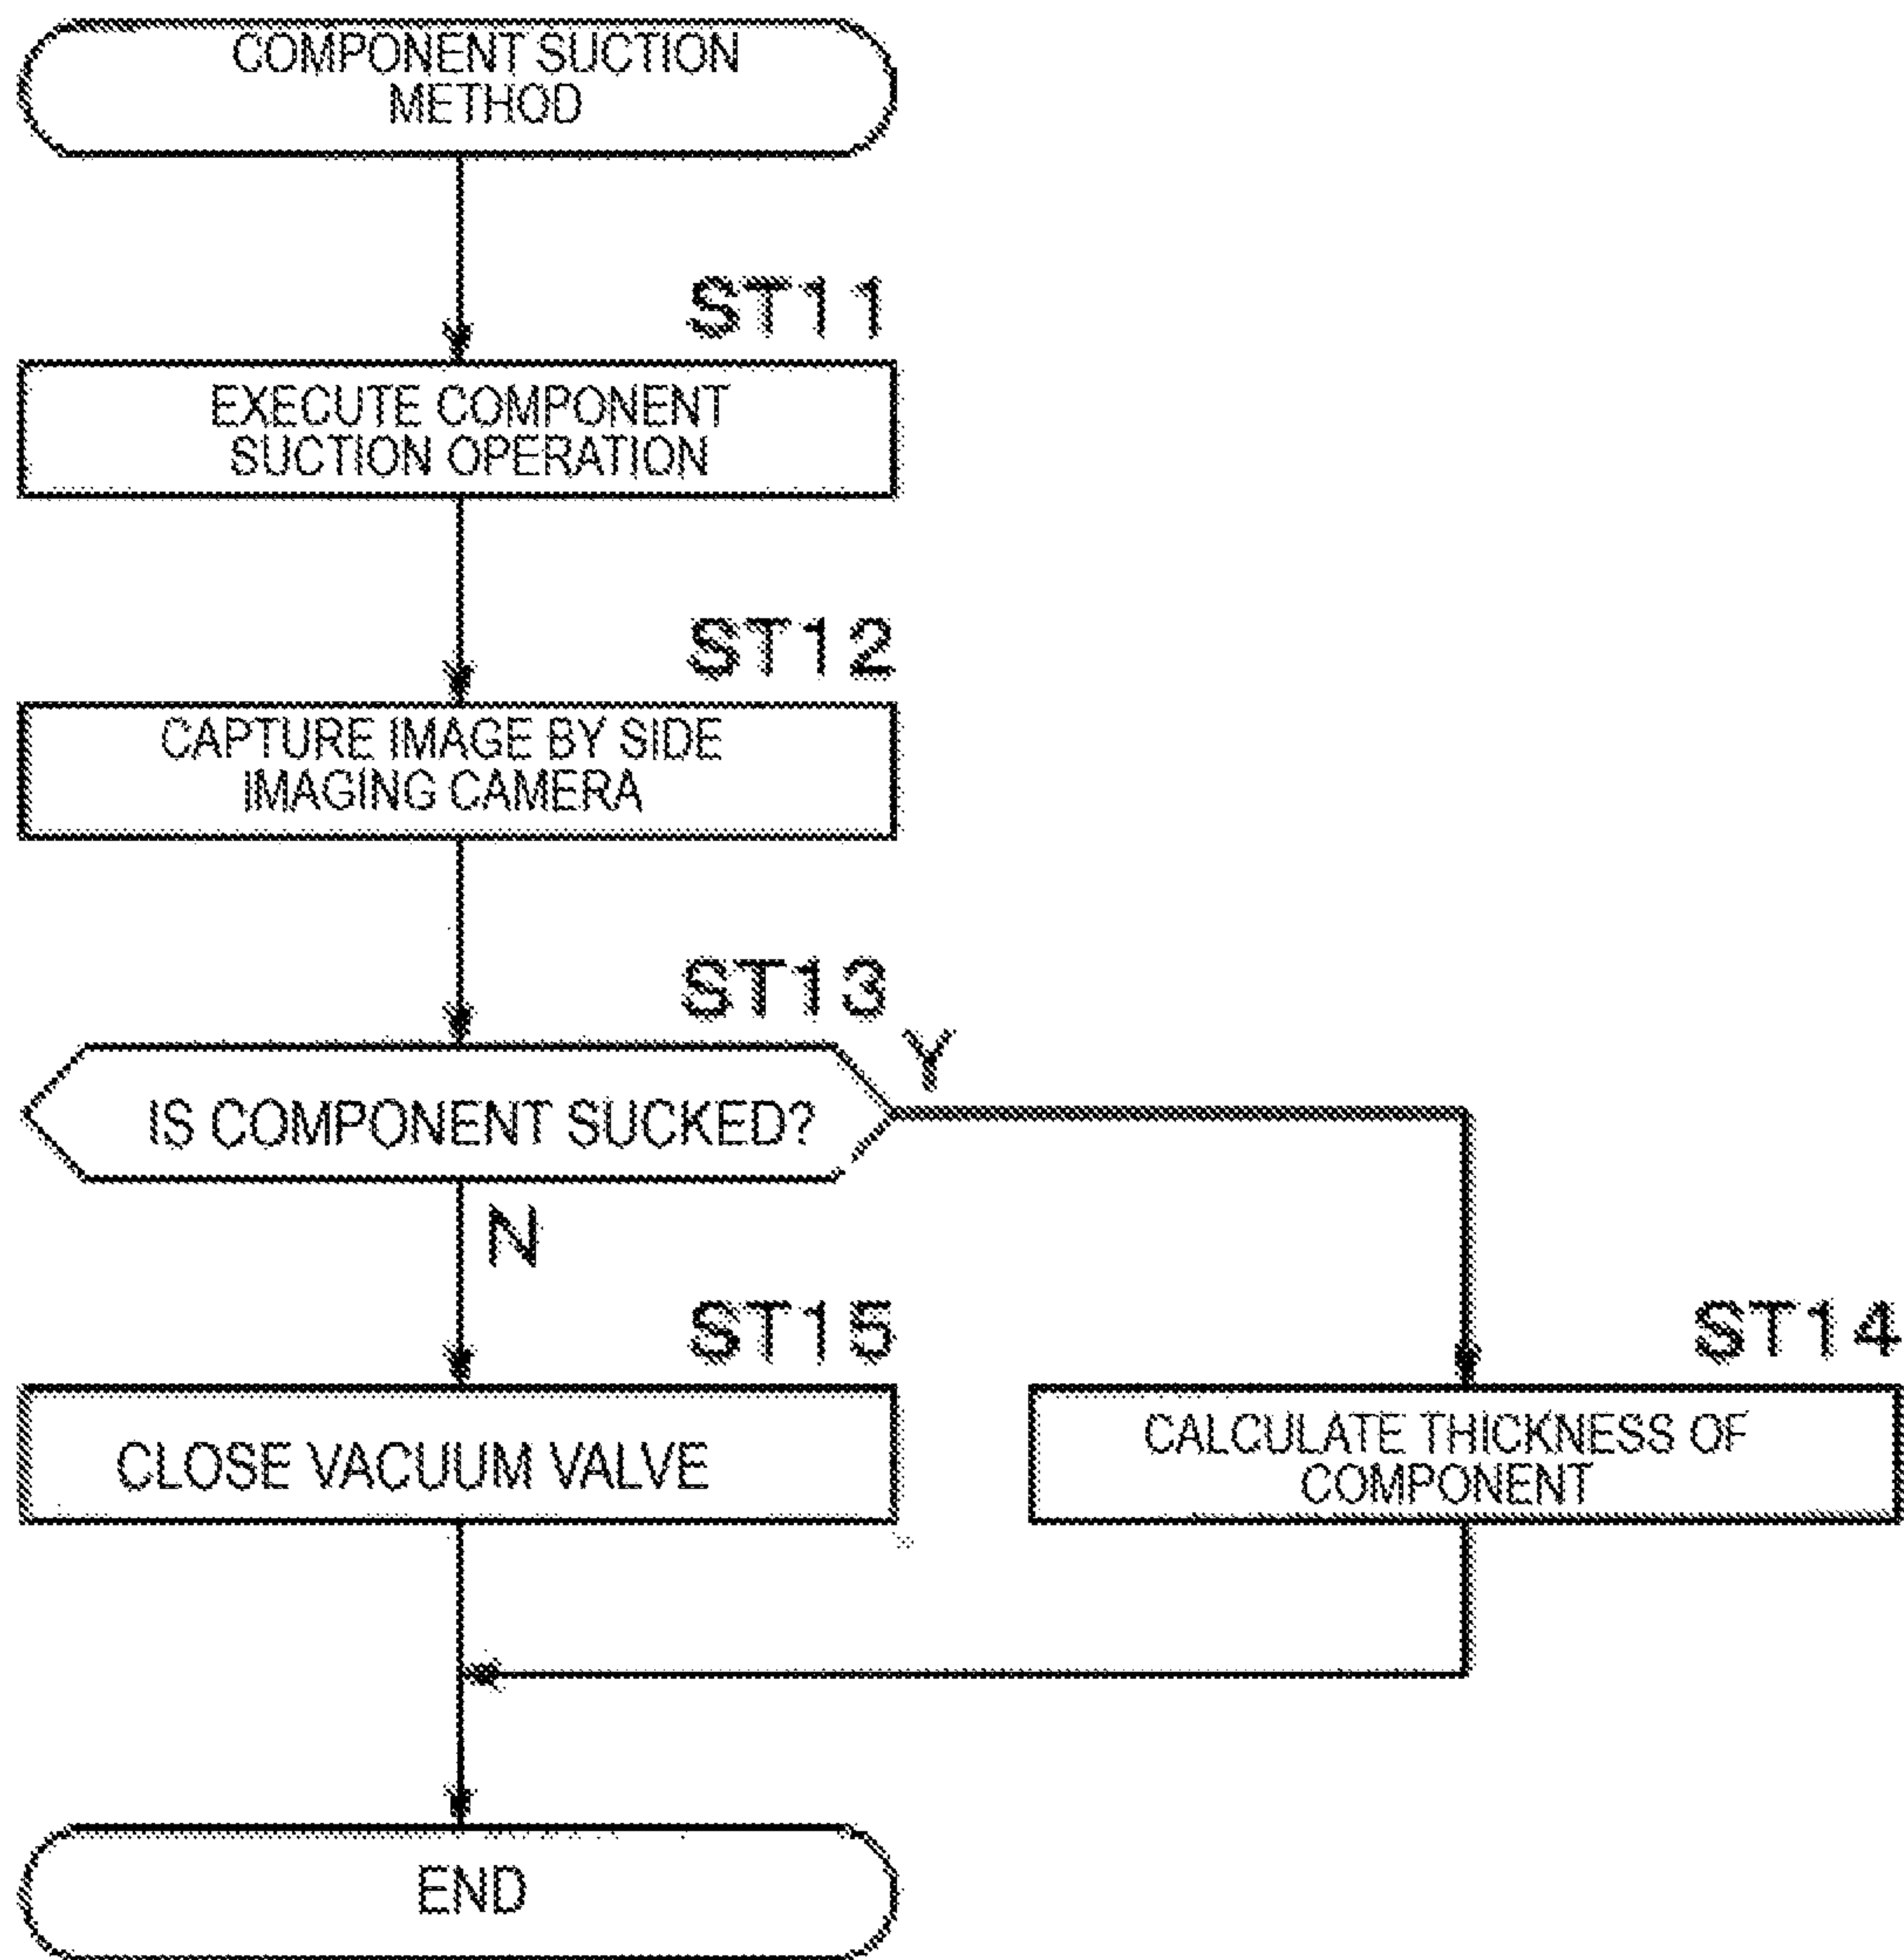 COMPONENT SUCTION
METHOD
ST11
EXECUTE COMPONENT
SUCTION OPERATION
ST12
CAPTURE IMAGE BY SIDE
IMAGING CAMERA
ST13
IS COMPONENT SUCKED?
Y
N
ST15
CLOSE VACUUM VALVE
ST14
CALCULATE THICKNESS OF
COMPONENT
END